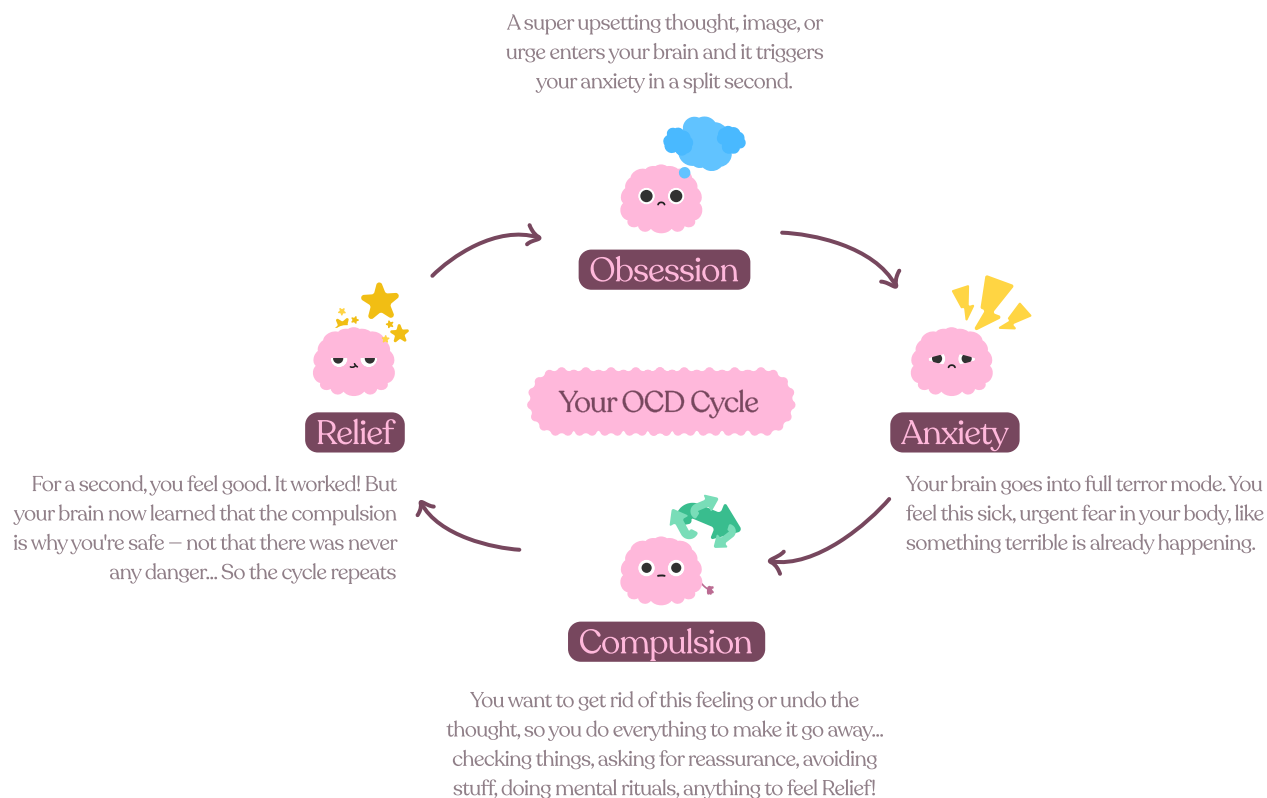 A super upsetting thought, image, or
urge enters your brain and it triggers
your anxiety in a split second.
Obsession
Anxiety
Your brain goes into full terror mode. You
feel this sick, urgent fear in your body, like
something terrible is already happening.
Compulsion
You want to get rid of this feeling or undo the
thought, so you do everything to make it go away...
checking things, asking for reassurance, avoiding
stuff, doing mental rituals, anything to feel Relief!
Relief
For a second, you feel good. It worked! But
your brain now learned that the compulsion
is why you're safe — not that there was never
any danger... So the cycle repeats
Your OCD Cycle